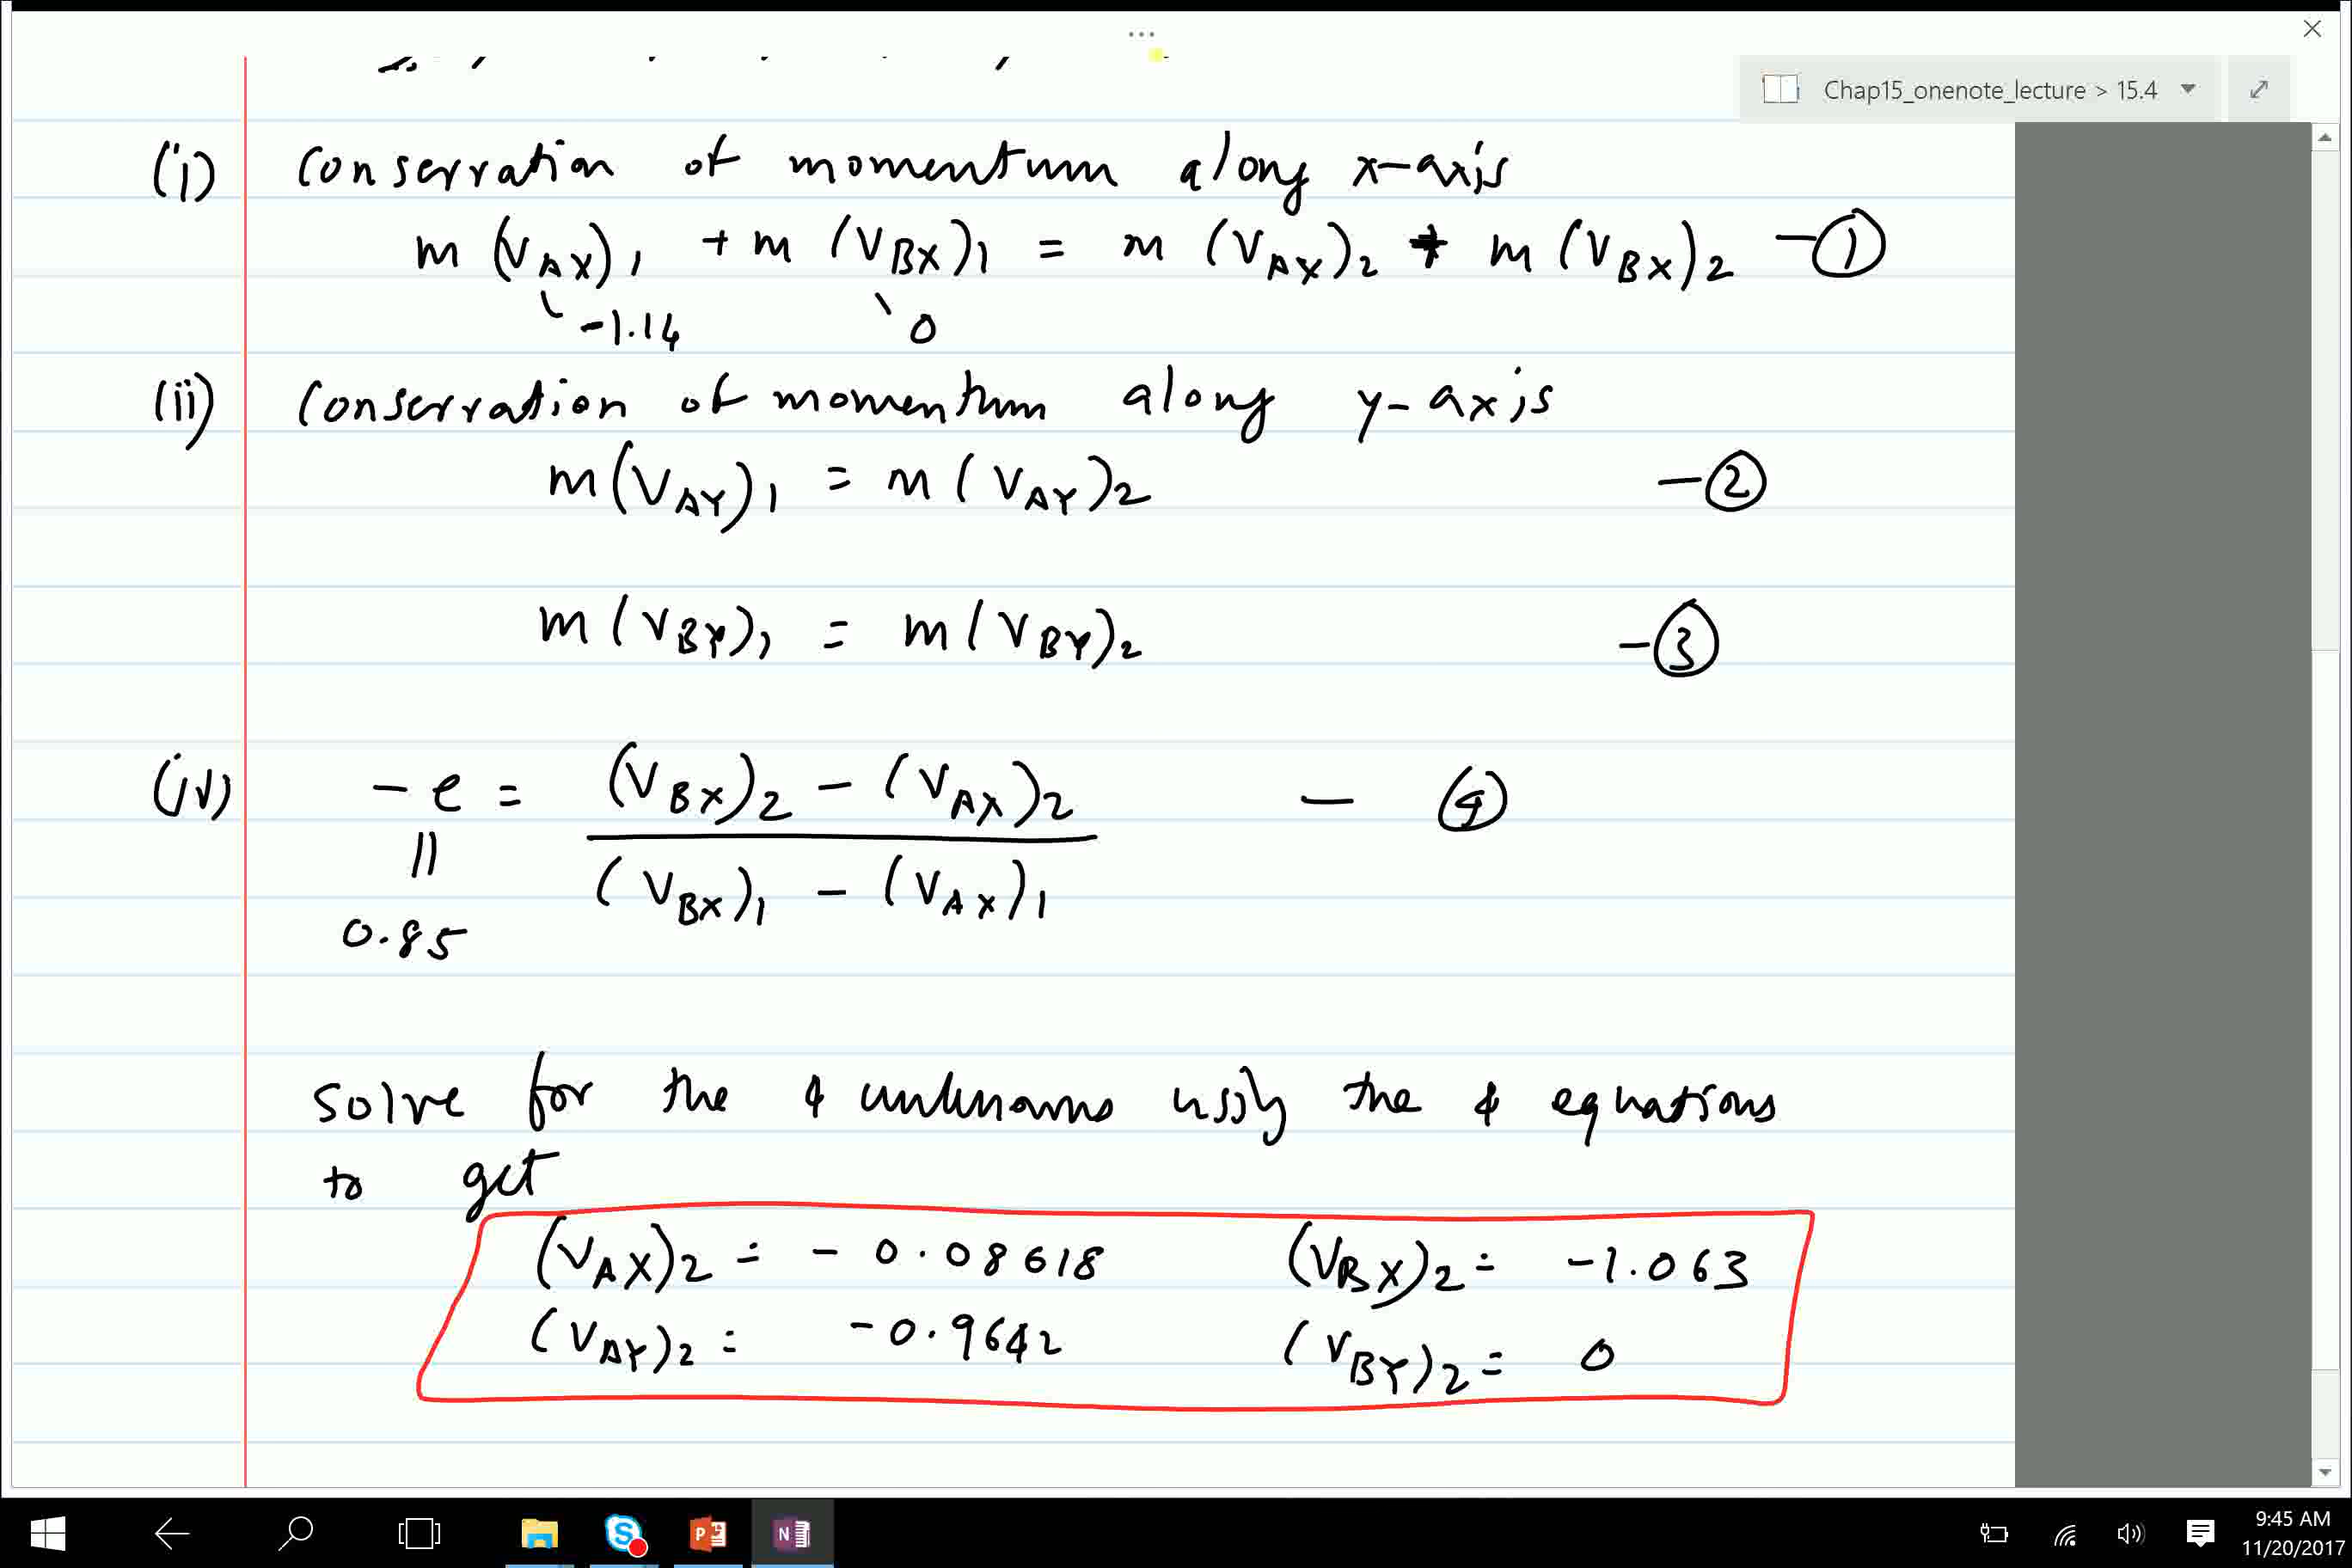 Chap15_onenote_lecture > 15.4
(i) conservation of momentum along x-axis
m (VAX)1 + m (VBX)1 = m (VAX)2 + m (VBX)2 - ①
-1.14 0
(ii) conservation of momentum along y-axis
m(VAY)1 = m(VAY)2 - ②
m(VBY)1 = m(VBY)2 - ③
(iv) - e = (VBX)2 - (VAX)2 - ④
(VBX)1 - (VAX)1
||
0.85
solve for the 4 unknowns using the 4 equations
to get
(VAX)2 = - 0.08618 (VBX)2 = -1.063
(VAY)2 = -0.9642 (VBY)2 = 0
9:45 AM
11/20/2017